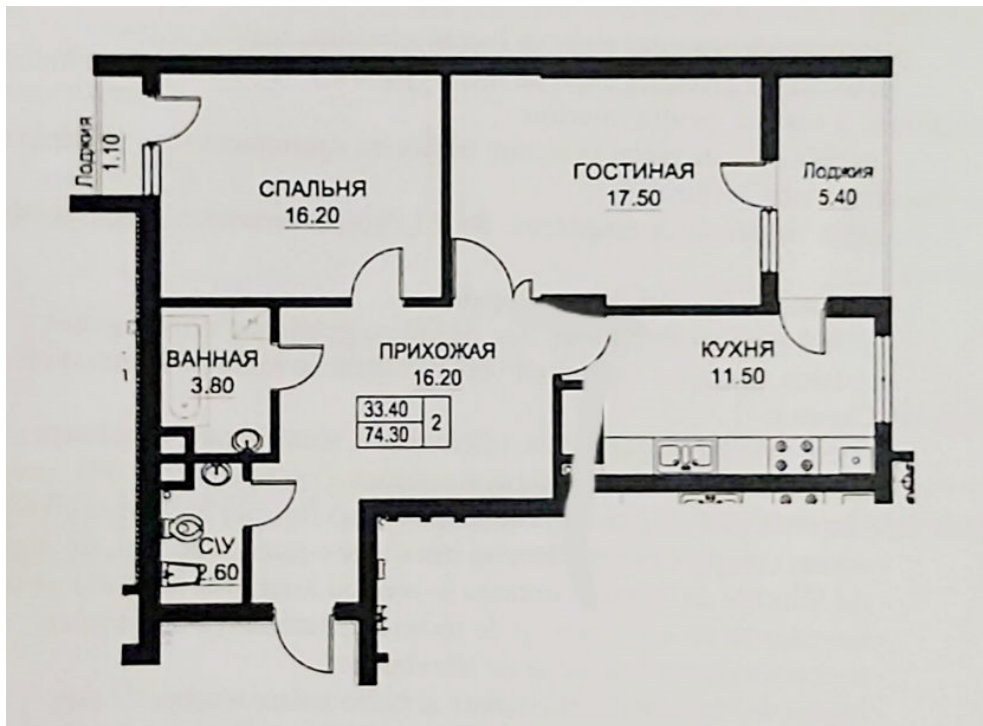 Лоджия
1.10
СПАЛЬНЯ
16.20
ГОСТИНАЯ
17.50
Лоджия
5.40
ВАННАЯ
3.80
ПРИХОЖАЯ
16.20
33.40
74.30
2
КУХНЯ
11.50
С\У
2.60